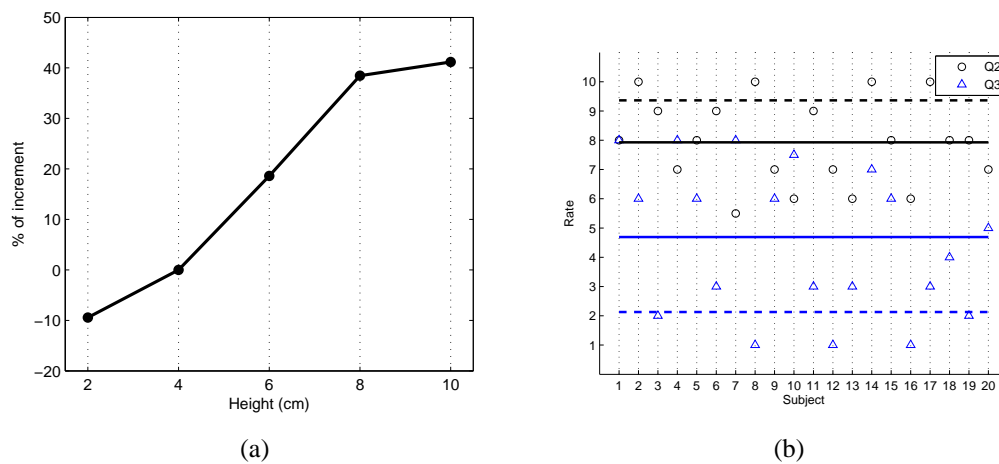 50
40
30
20
10
0
−10
−20
% of increment
2 4 6 8 10
Height (cm)
(a)
Q2
Q3
10
9
8
7
6
5
4
3
2
1
Rate
1 2 3 4 5 6 7 8 9 10 11 12 13 14 15 16 17 18 19 20
Subject
(b)